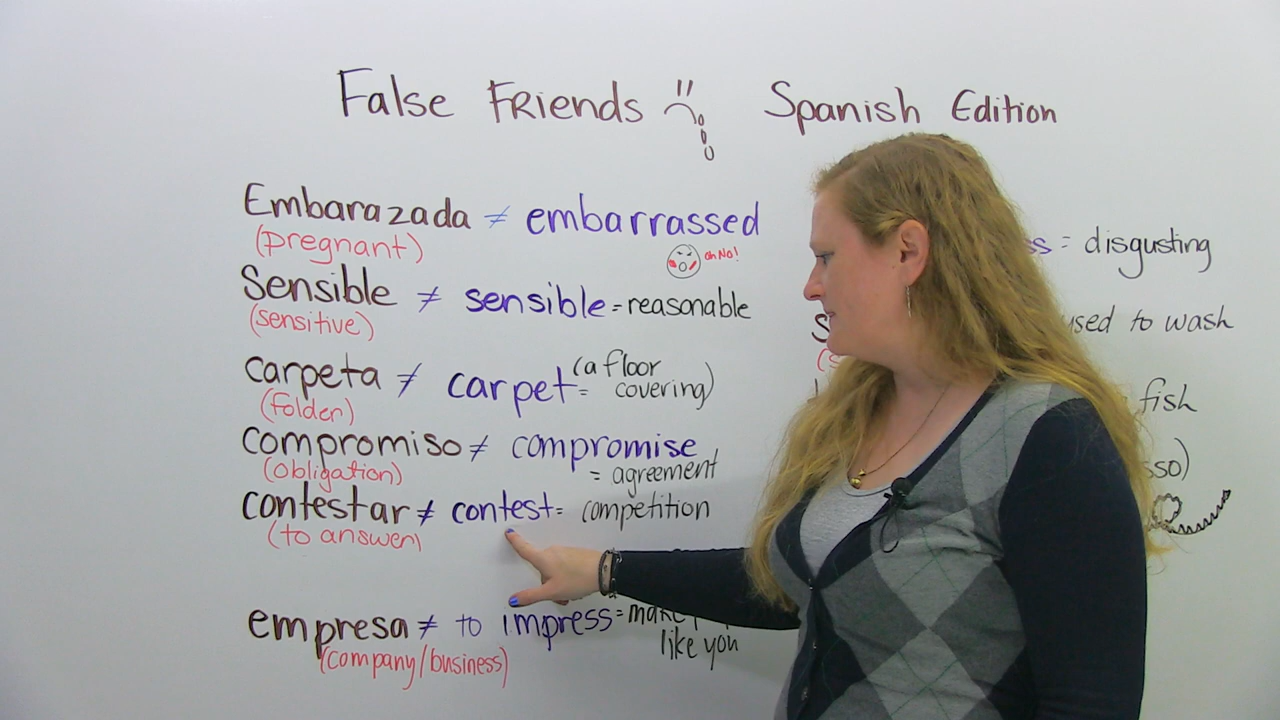 False Friends Spanish Edition
Embarazada ≠ embarrassed
(pregnant)
oh No!
Sensible ≠ sensible = reasonable
(sensitive)
carpeta ≠ carpet = (a floor covering)
(folder)
compromiso ≠ compromise
(obligation)
= agreement
contestar ≠ contest = competition
(to answer)
empresa ≠ to impress = make
like you
(company/business)
= disgusting
used to wash
fish